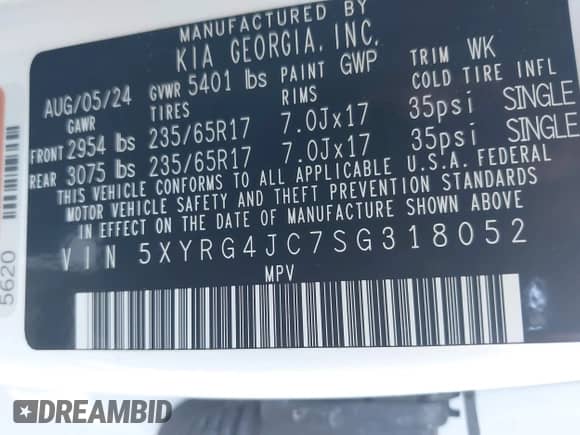 MANUFACTURED BY
KIA GEORGIA, INC.
AUG/05/24 GVWR 5401 lbs PAINT GWP TRIM WK
GAWR TIRES RIMS COLD TIRE INFL
FRONT 2954 lbs 235/65R17 7.0Jx17 35psi SINGLE
REAR 3075 lbs 235/65R17 7.0Jx17 35psi SINGLE
THIS VEHICLE CONFORMS TO ALL APPLICABLE U.S.A. FEDERAL
MOTOR VEHICLE SAFETY AND THEFT PREVENTION STANDARDS
IN EFFECT ON THE DATE OF MANUFACTURE SHOWN ABOVE
VIN 5XYRG4JC7SG318052
MPV
5620
DREAMBID